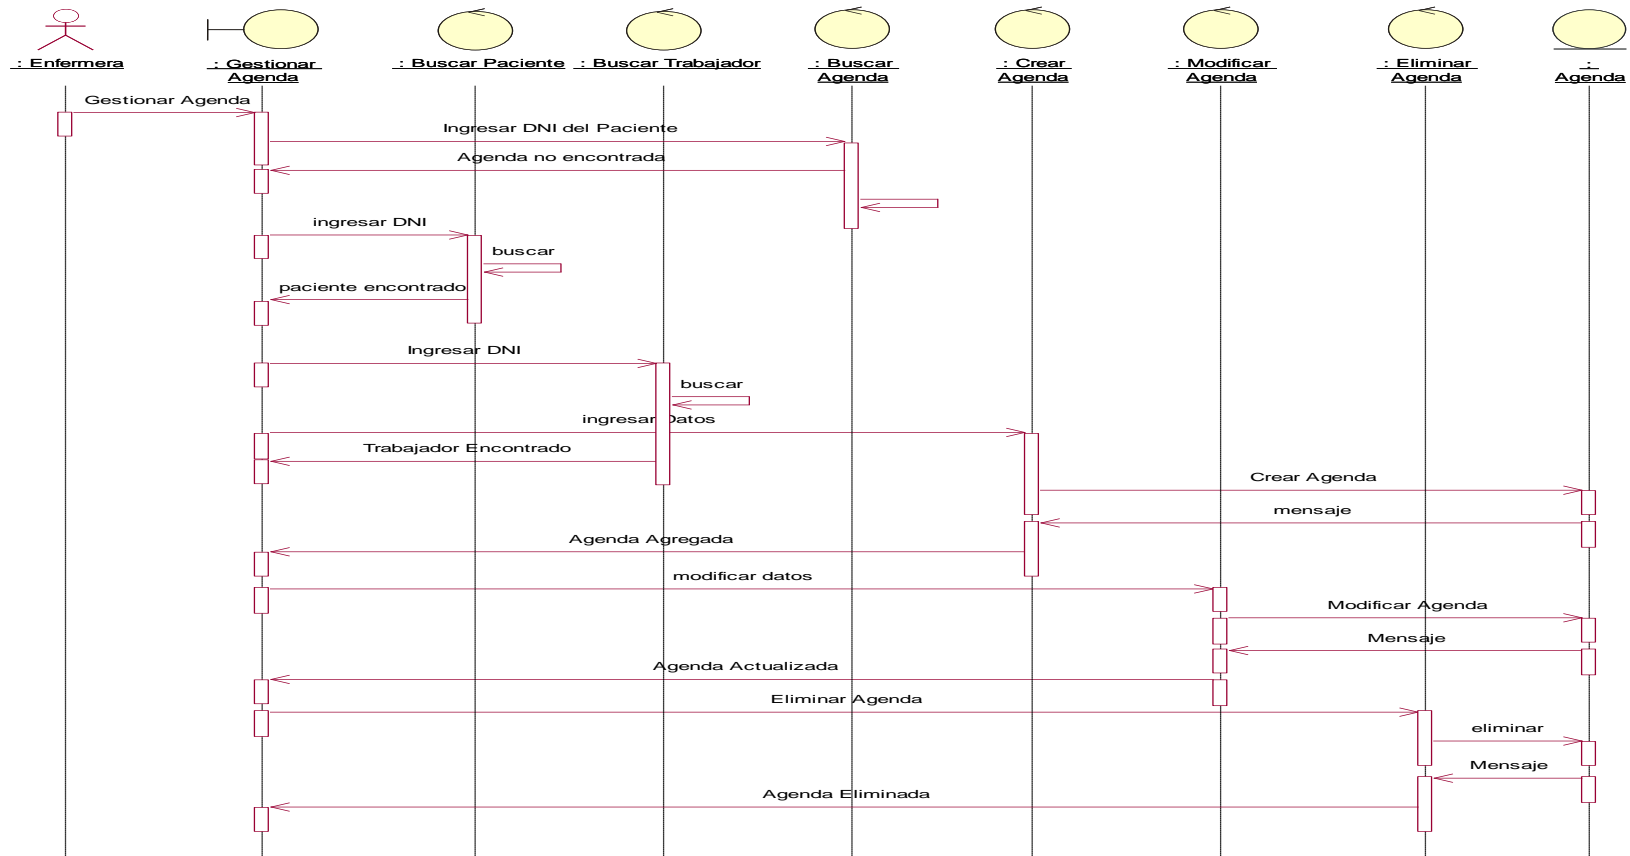 : Enfermera
: Gestionar
Agenda
: Buscar Paciente
: Buscar Trabajador
: Buscar
Agenda
: Crear
Agenda
: Modificar
Agenda
: Eliminar
Agenda
:
Agenda
Gestionar Agenda
Ingresar DNI del Paciente
Agenda no encontrada
ingresar DNI
buscar
paciente encontrado
Ingresar DNI
buscar
ingresar Datos
Trabajador Encontrado
Crear Agenda
mensaje
Agenda Agregada
modificar datos
Modificar Agenda
Mensaje
Agenda Actualizada
Eliminar Agenda
eliminar
Mensaje
Agenda Eliminada